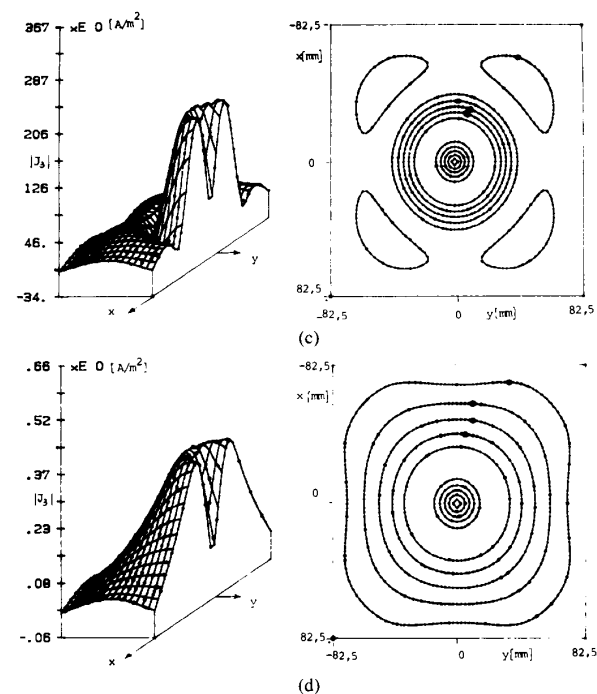 367 xE 0 [A/m²]
287
206
|J₃|
126
46.
-34.
x
y
-82,5
x[mm]
0
82,5
-82,5
0
y[mm]
82,5
(c)
.66 xE 0 [A/m²]
.52
.37
|J₃|
.23
.08
-.06
x
y
-82,5
x[mm]
0
82,5
-82,5
0
y[mm]
82,5
(d)